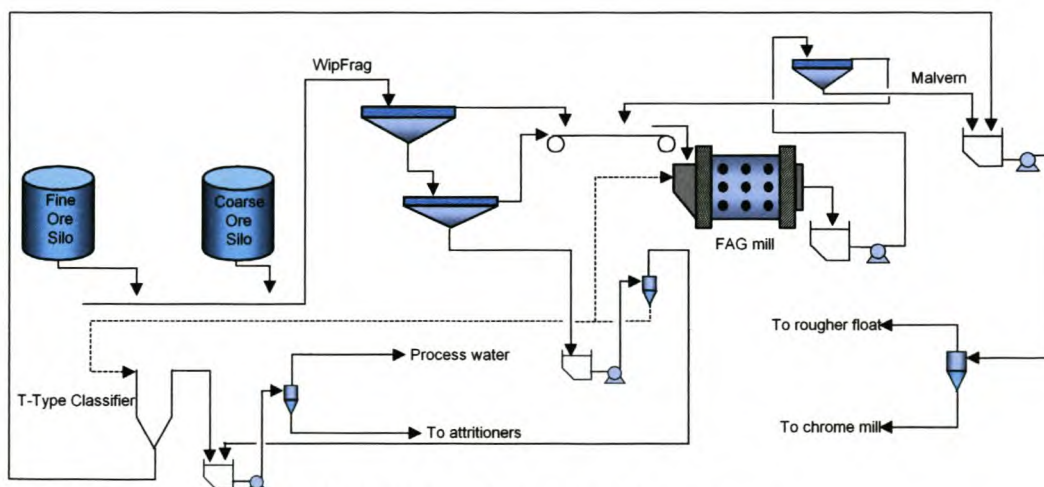 WipFrag
Malvern
Fine
Ore
Silo
Coarse
Ore
Silo
FAG mill
To rougher float
Process water
T-Type Classifier
To chrome mill
To attritioners